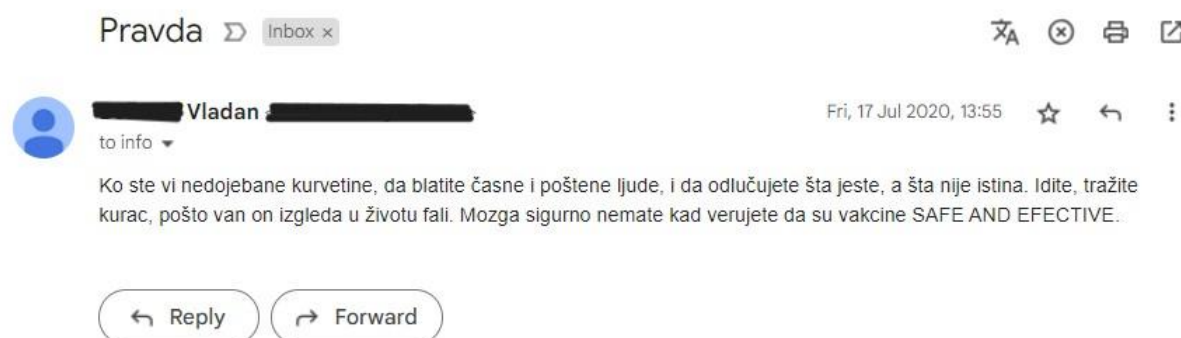 Pravda Inbox ×
Vladan Fri, 17 Jul 2020, 13:55
to info
Ko ste vi nedojebane kurvetine, da blatite časne i poštene ljude, i da odlučujete šta jeste, a šta nije istina. Idite, tražite
kurac, pošto van on izgleda u životu fali. Mozga sigurno nemate kad verujete da su vakcine SAFE AND EFECTIVE.
Reply Forward